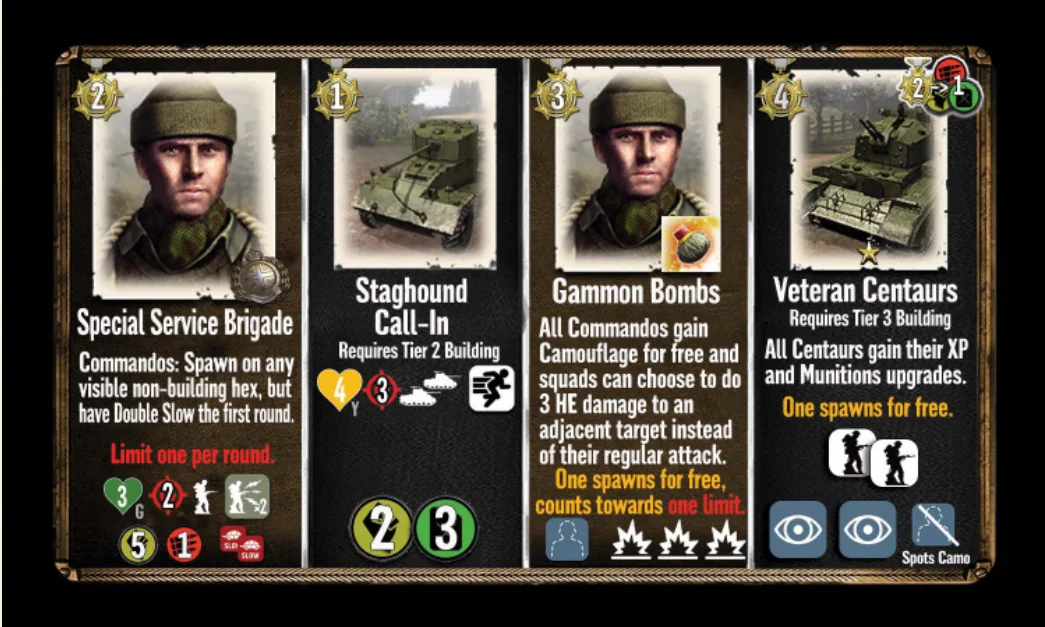 2
Special Service Brigade
Commandos: Spawn on any
visible non-building hex, but
have Double Slow the first round.
Limit one per round.
3
G
2
x2
5
1
SLOW
SLOW
1
Staghound
Call-In
Requires Tier 2 Building
4
Y
3
2
3
3
Gammon Bombs
All Commandos gain
Camouflage for free and
squads can choose to do
3 HE damage to an
adjacent target instead
of their regular attack.
One spawns for free,
counts towards one limit.
4
2->1
Veteran Centaurs
Requires Tier 3 Building
All Centaurs gain their XP
and Munitions upgrades.
One spawns for free.
Spots Camo